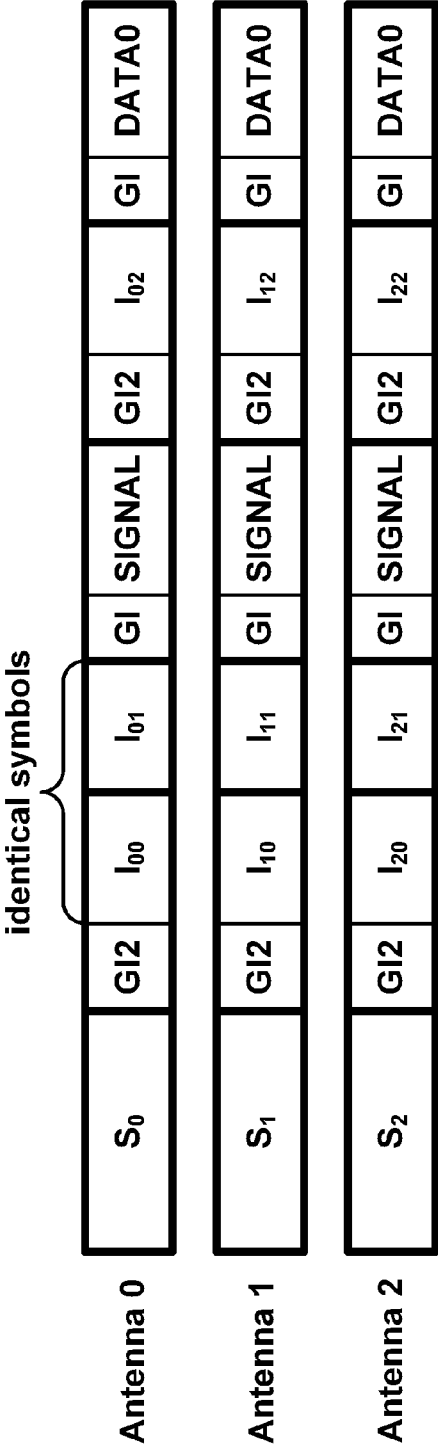 identical symbols
Antenna 0 S₀ GI2 I₀₀ I₀₁ GI SIGNAL GI2 I₀₂ GI DATA0
Antenna 1 S₁ GI2 I₁₀ I₁₁ GI SIGNAL GI2 I₁₂ GI DATA0
Antenna 2 S₂ GI2 I₂₀ I₂₁ GI SIGNAL GI2 I₂₂ GI DATA0